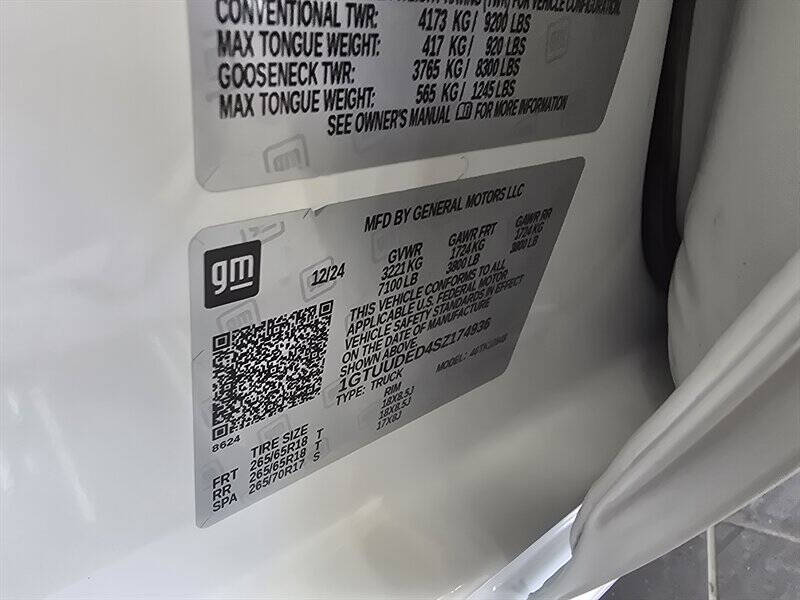 CONVENTIONAL TWR: 4173 KG / 9200 LBS
MAX TONGUE WEIGHT: 417 KG / 920 LBS
GOOSENECK TWR: 3765 KG / 8300 LBS
MAX TONGUE WEIGHT: 565 KG / 1245 LBS
SEE OWNER'S MANUAL FOR MORE INFORMATION
gm
MFD BY GENERAL MOTORS LLC
gm
12/24
GVWR GAWR FRT GAWR RR
3221 KG 1724 KG 1724 KG
7100 LB 3800 LB 3800 LB
THIS VEHICLE CONFORMS TO ALL
APPLICABLE U.S. FEDERAL MOTOR
VEHICLE SAFETY STANDARDS IN EFFECT
ON THE DATE OF MANUFACTURE
SHOWN ABOVE.
1GTUUDED4SZ174936
TYPE: TRUCK MODEL:
8624
TIRE SIZE RIM
FRT 265/65R18 T 18X8.5J
RR 265/65R18 T 18X8.5J
SPA 265/70R17 S 17X8J